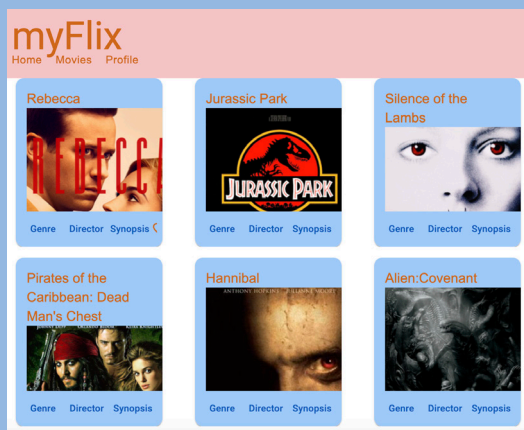 myFlix
Home Movies Profile
Rebecca
Jurassic Park
Silence of the
Lambs
REBECCA
JURASSIC PARK
Genre Director Synopsis
Genre Director Synopsis
Genre Director Synopsis
Pirates of the
Caribbean: Dead
Man's Chest
Hannibal
Alien:Covenant
ANTHONY HOPKINS JULIANNE MOORE
Genre Director Synopsis
Genre Director Synopsis
Genre Director Synopsis